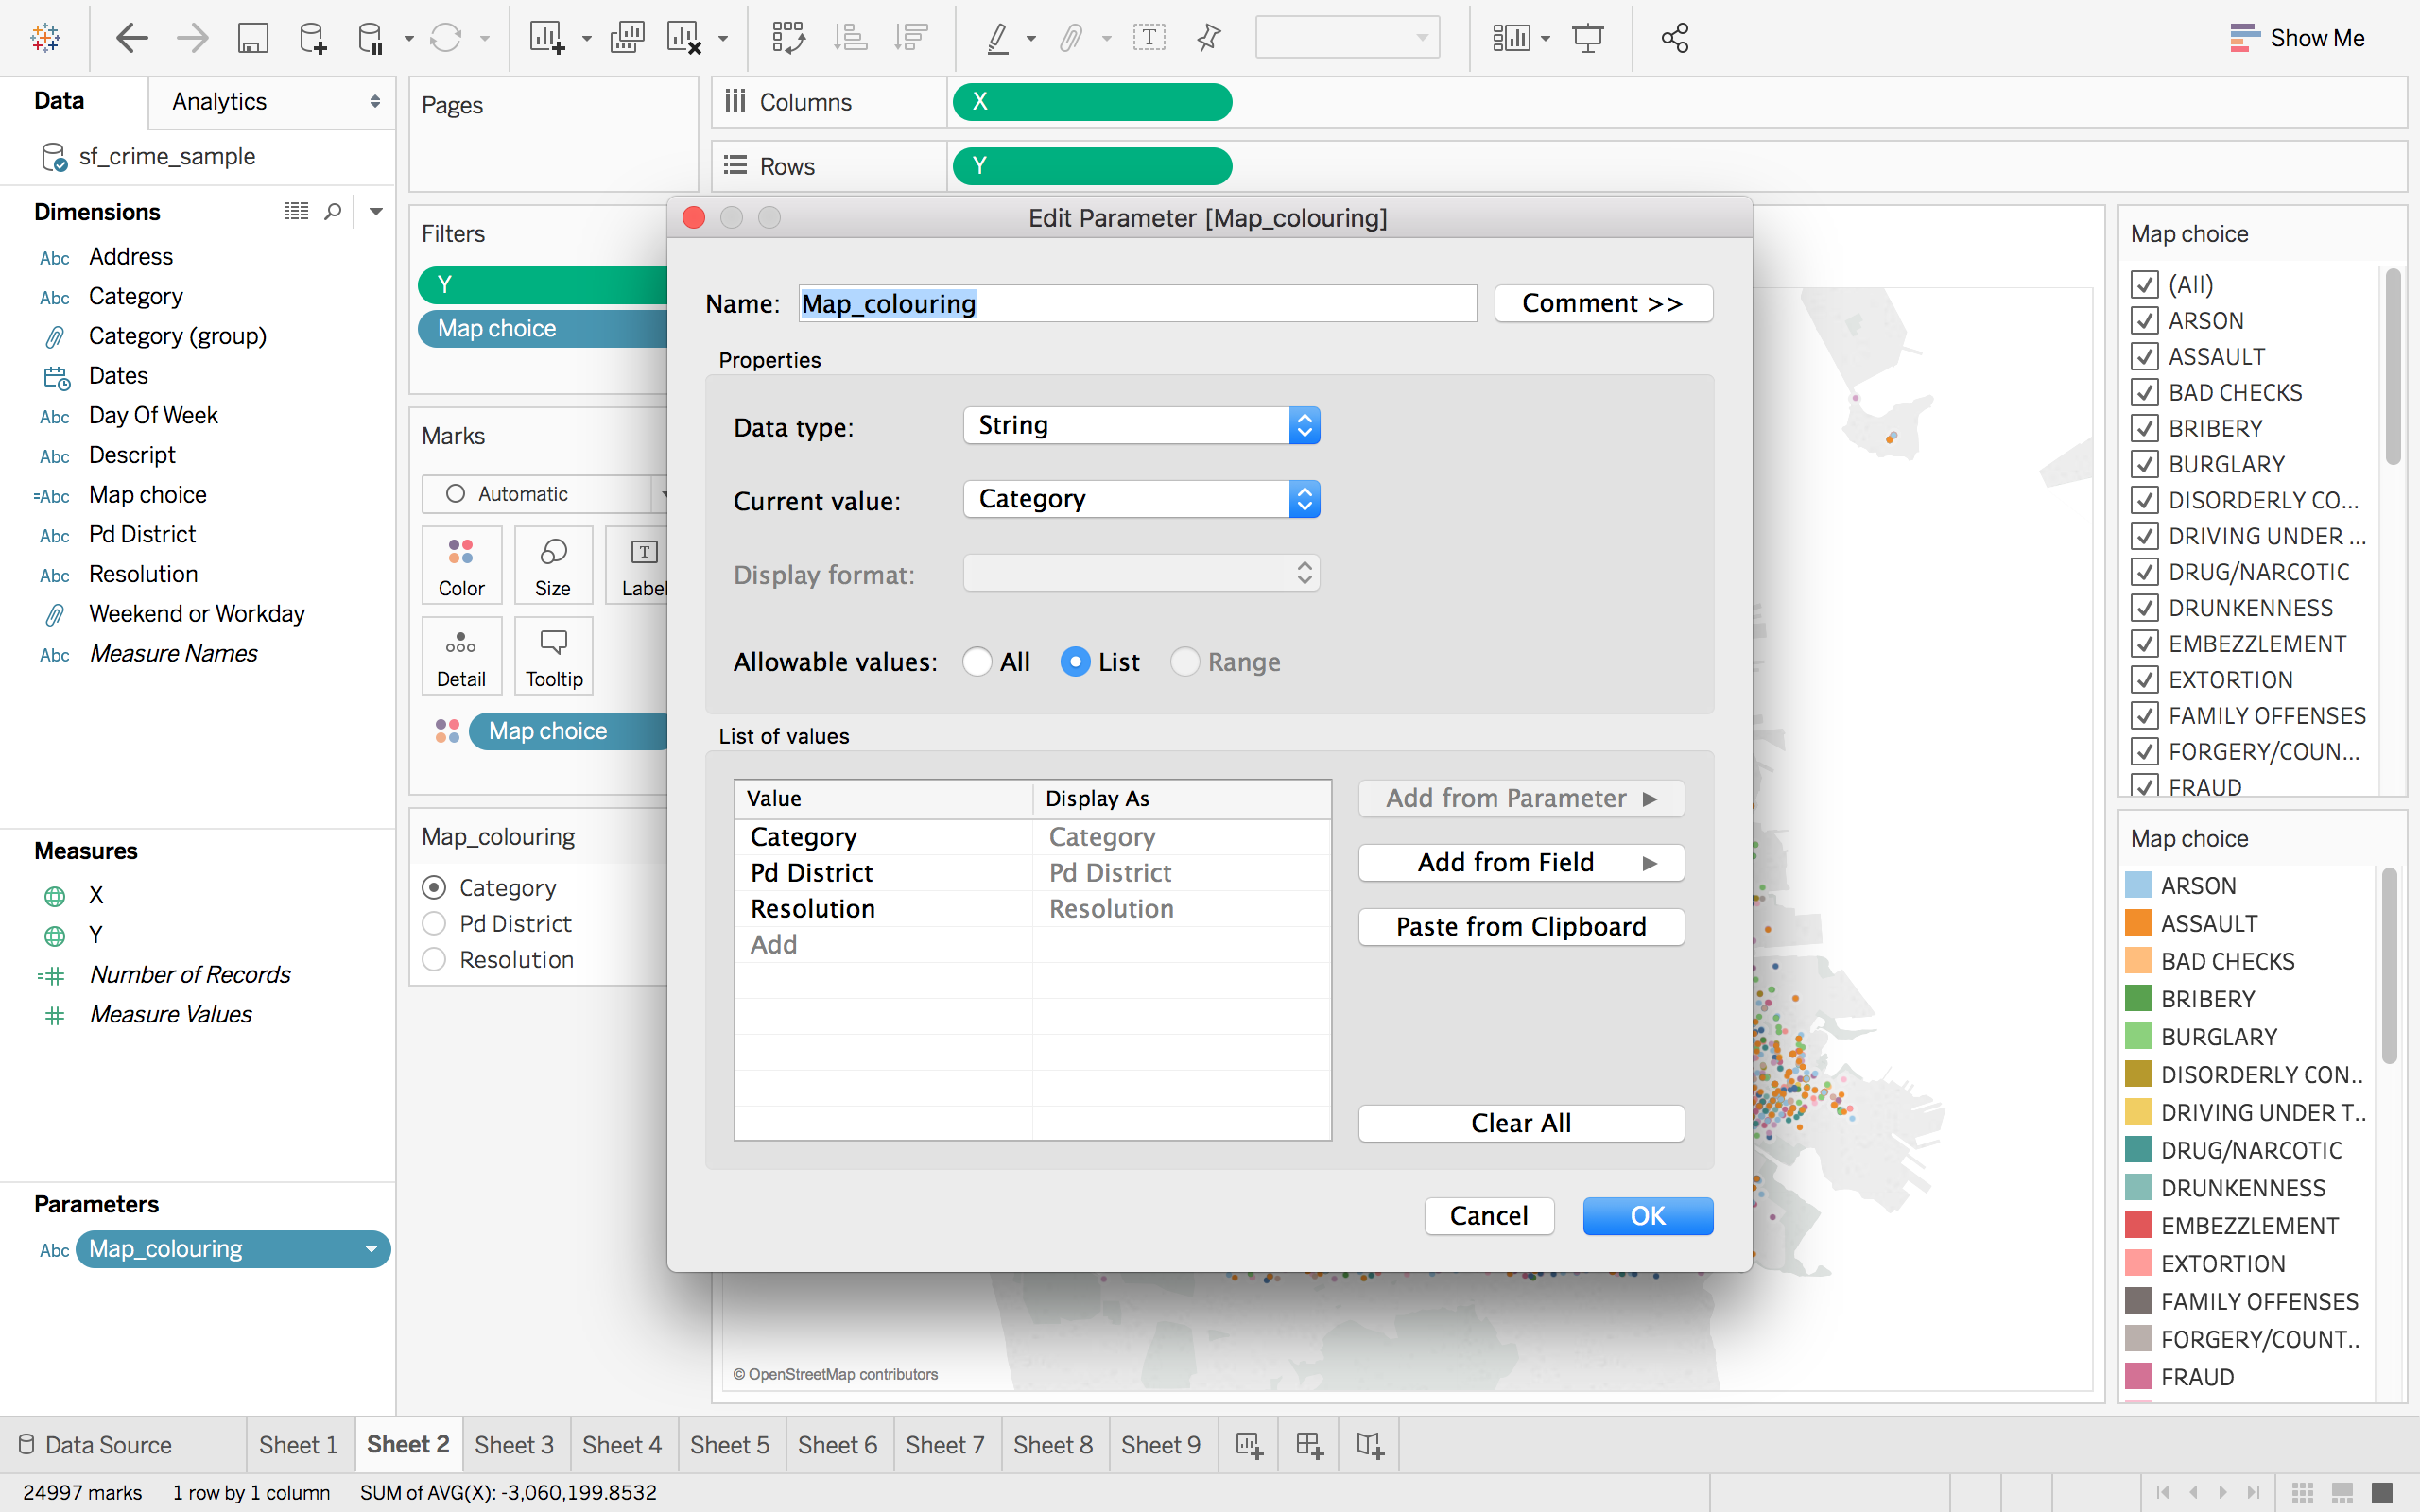 Show Me
Data
Analytics
Pages
Columns
X
sf_crime_sample
Rows
Y
Dimensions
Filters
Y
Map choice
Address
Category
Category (group)
Dates
Day Of Week
Descript
Map choice
Pd District
Resolution
Weekend or Workday
Measure Names
Abc
Abc
Abc
Abc
=Abc
Abc
Abc
Abc
Marks
Automatic
Color
Size
Label
Detail
Tooltip
Map choice
Map_colouring
Category
Pd District
Resolution
Measures
X
Y
Number of Records
Measure Values
Parameters
Abc
Map_colouring
Edit Parameter [Map_colouring]
Name:
Map_colouring
Comment >>
Properties
Data type:
String
Current value:
Category
Display format:
Allowable values:
All
List
Range
List of values
Value
Display As
Category
Category
Pd District
Pd District
Resolution
Resolution
Add
Add from Parameter
Add from Field
Paste from Clipboard
Clear All
Cancel
OK
Map choice
(All)
ARSON
ASSAULT
BAD CHECKS
BRIBERY
BURGLARY
DISORDERLY CO...
DRIVING UNDER ...
DRUG/NARCOTIC
DRUNKENNESS
EMBEZZLEMENT
EXTORTION
FAMILY OFFENSES
FORGERY/COUN...
FRAUD
Map choice
ARSON
ASSAULT
BAD CHECKS
BRIBERY
BURGLARY
DISORDERLY CON..
DRIVING UNDER T..
DRUG/NARCOTIC
DRUNKENNESS
EMBEZZLEMENT
EXTORTION
FAMILY OFFENSES
FORGERY/COUNT..
FRAUD
© OpenStreetMap contributors
Data Source
Sheet 1
Sheet 2
Sheet 3
Sheet 4
Sheet 5
Sheet 6
Sheet 7
Sheet 8
Sheet 9
24997 marks
1 row by 1 column
SUM of AVG(X): -3,060,199.8532